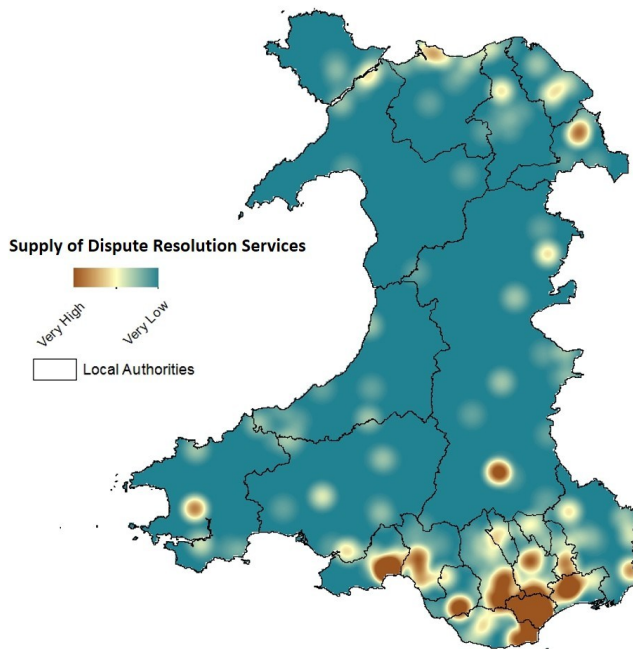 Supply of Dispute Resolution Services
Very High
Very Low
Local Authorities